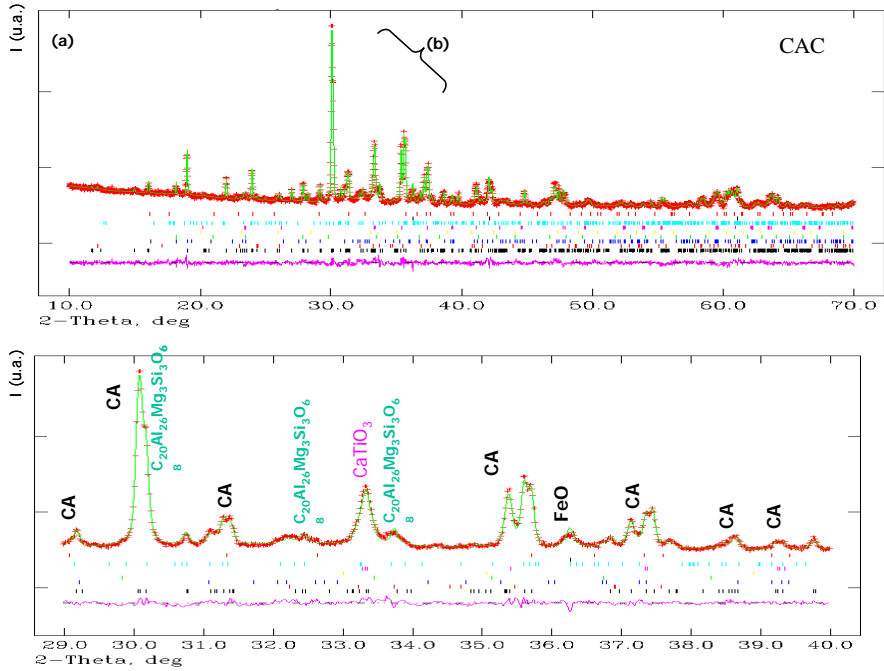 I (u.a.)
(a)
(b)
CAC
10.0 20.0 30.0 40.0 50.0 60.0 70.0
2-Theta, deg
I (u.a.)
CA
CA
C20Al26Mg3Si3O68
CA
C20Al26Mg3Si3O68
CaTiO3
C20Al26Mg3Si3O68
CA
FeO
CA
CA
CA
29.0 30.0 31.0 32.0 33.0 34.0 35.0 36.0 37.0 38.0 39.0 40.0
2-Theta, deg